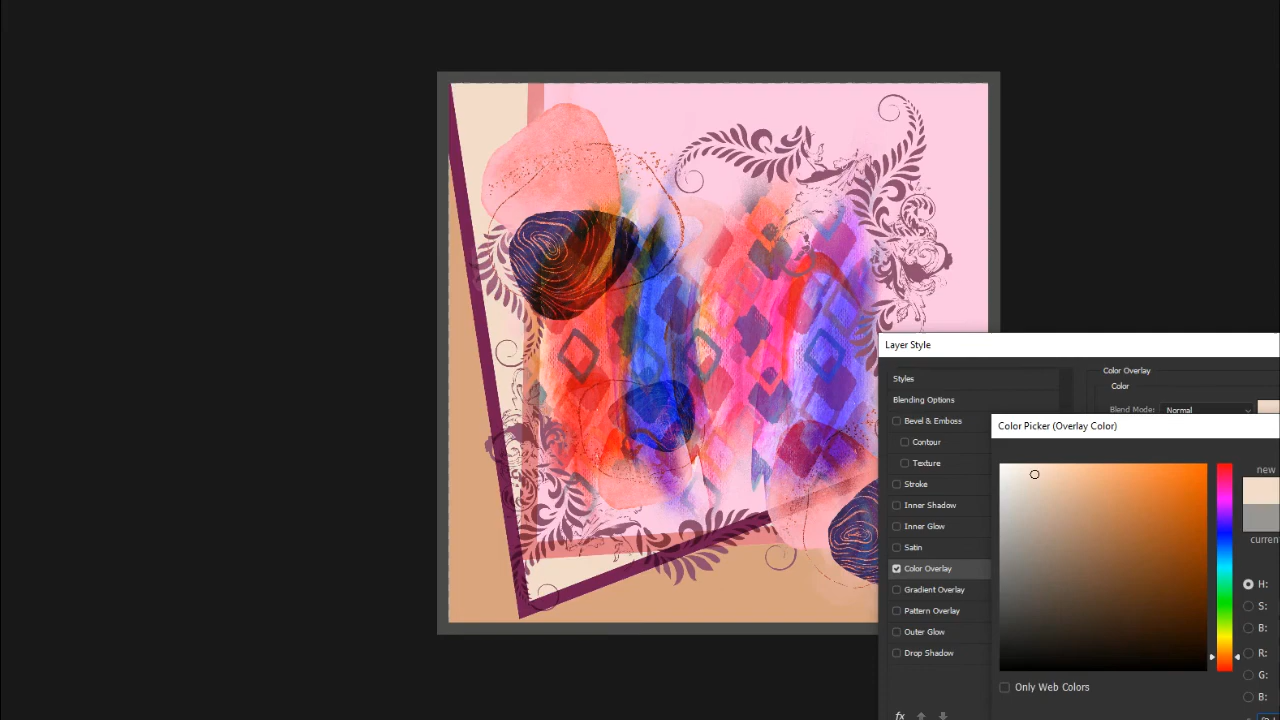 Layer Style
Styles
Blending Options
Bevel & Emboss
Contour
Texture
Stroke
Inner Shadow
Inner Glow
Satin
Color Overlay
Gradient Overlay
Pattern Overlay
Outer Glow
Drop Shadow
fx
Color Overlay
Color
Blend Mode: Normal
Color Picker (Overlay Color)
new
current
H:
S:
B:
R:
G:
B:
Only Web Colors